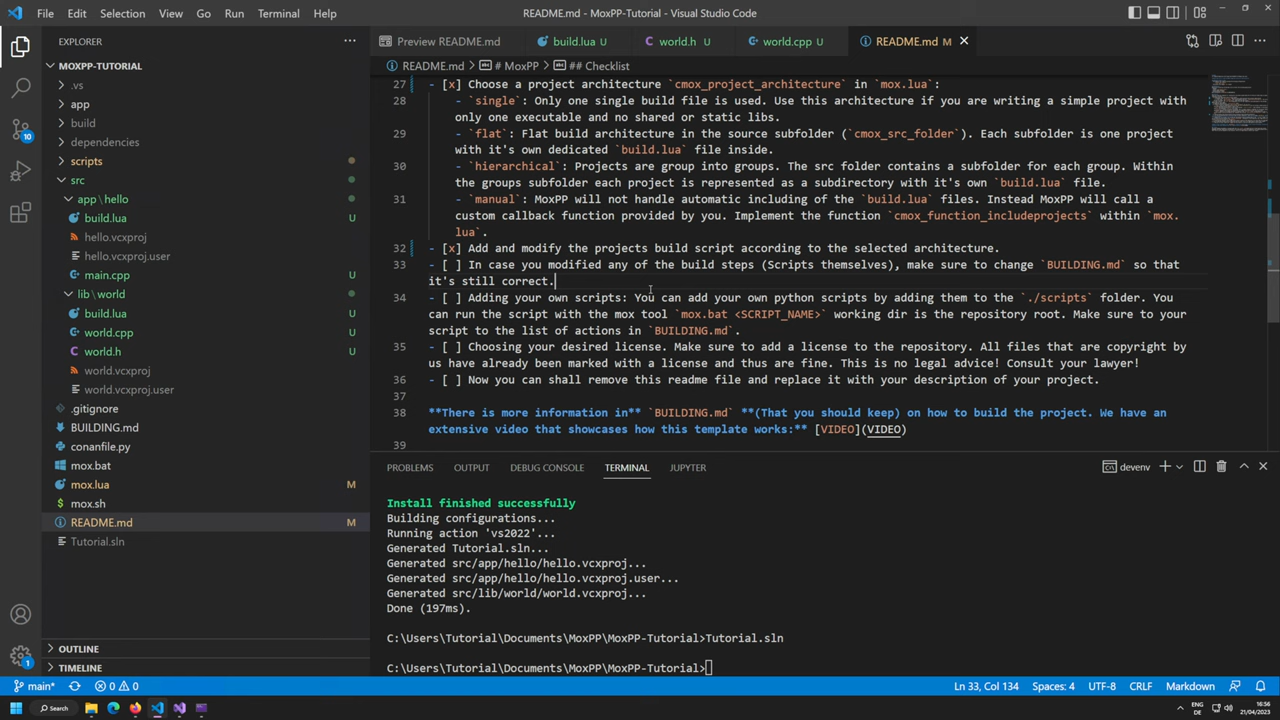 File Edit Selection View Go Run Terminal Help README.md - MoxPP-Tutorial - Visual Studio Code
EXPLORER
MOXPP-TUTORIAL
.vs
app
build
dependencies
scripts
src
app \ hello
build.lua U
hello.vcxproj
hello.vcxproj.user
main.cpp U
lib \ world
build.lua U
world.cpp U
world.h U
world.vcxproj
world.vcxproj.user
.gitignore
BUILDING.md
conanfile.py
mox.bat
mox.lua M
mox.sh
README.md M
Tutorial.sln
OUTLINE
TIMELINE
10
1
Preview README.md build.lua U world.h U world.cpp U README.md M
README.md > # MoxPP > ## Checklist
27 - [x] Choose a project architecture `cmox_project_architecture` in `mox.lua`:
28 - `single`: Only one single build file is used. Use this architecture if you are writing a simple project with
only one executable and no shared or static libs.
29 - `flat`: Flat build architecture in the source subfolder (`cmox_src_folder`). Each subfolder is one project
with it's own dedicated `build.lua` file inside.
30 - `hierarchical`: Projects are group into groups. The src folder contains a subfolder for each group. Within
the groups subfolder each project is represented as a subdirectory with it's own `build.lua` file.
31 - `manual`: MoxPP will not handle automatic including of the `build.lua` files. Instead MoxPP will call a
custom callback function provided by you. Implement the function `cmox_function_includeprojects` within `mox.
lua`.
32 - [x] Add and modify the projects build script according to the selected architecture.
33 - [ ] In case you modified any of the build steps (Scripts themselves), make sure to change `BUILDING.md` so that
it's still correct.
34 - [ ] Adding your own scripts: You can add your own python scripts by adding them to the `./scripts` folder. You
can run the script with the mox tool `mox.bat <SCRIPT_NAME>` working dir is the repository root. Make sure to your
script to the list of actions in `BUILDING.md`.
35 - [ ] Choosing your desired license. Make sure to add a license to the repository. All files that are copyright by
us have already been marked with a license and thus are fine. This is no legal advice! Consult your lawyer!
36 - [ ] Now you can shall remove this readme file and replace it with your description of your project.
37
38 **There is more information in** `BUILDING.md` **(That you should keep) on how to build the project. We have an
extensive video that showcases how this template works:** [VIDEO](VIDEO)
39
PROBLEMS OUTPUT DEBUG CONSOLE TERMINAL JUPYTER devenv
Install finished successfully
Building configurations...
Running action 'vs2022'...
Generated Tutorial.sln...
Generated src/app/hello/hello.vcxproj...
Generated src/app/hello/hello.vcxproj.user...
Generated src/lib/world/world.vcxproj...
Done (197ms).
C:\Users\Tutorial\Documents\MoxPP\MoxPP-Tutorial>Tutorial.sln
C:\Users\Tutorial\Documents\MoxPP\MoxPP-Tutorial>
main* 0 0 Ln 33, Col 134 Spaces: 4 UTF-8 CRLF Markdown
Search ENG DE 16:56 21/04/2023